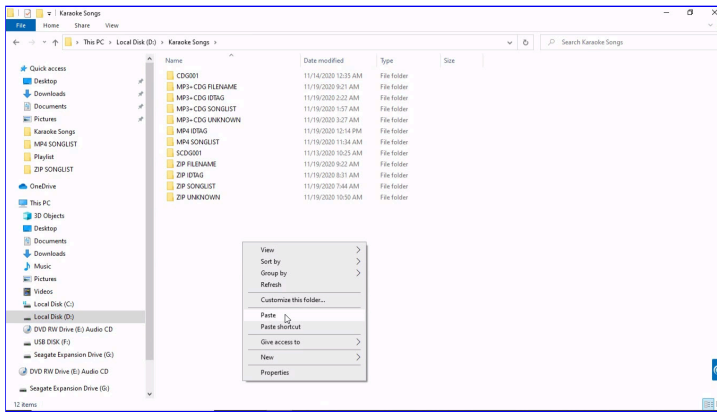 Karaoke Songs
File Home Share View
This PC > Local Disk (D:) > Karaoke Songs > Search Karaoke Songs
Name Date modified Type Size
Quick access
Desktop
Downloads
Documents
Pictures
Karaoke Songs
MP4 SONGLIST
Playlist
ZIP SONGLIST
OneDrive
This PC
3D Objects
Desktop
Documents
Downloads
Music
Pictures
Videos
Local Disk (C:)
Local Disk (D:)
DVD RW Drive (E:) Audio CD
USB DISK (F:)
Seagate Expansion Drive (G:)
DVD RW Drive (E:) Audio CD
Seagate Expansion Drive (G:)
CDG001 11/14/2020 12:35 AM File folder
MP3+CDG FILENAME 11/19/2020 9:21 AM File folder
MP3+CDG IDTAG 11/19/2020 2:22 AM File folder
MP3+CDG SONGLIST 11/19/2020 1:57 AM File folder
MP3+CDG UNKNOWN 11/19/2020 3:27 AM File folder
MP4 IDTAG 11/19/2020 12:14 PM File folder
MP4 SONGLIST 11/19/2020 11:34 AM File folder
SCDG001 11/13/2020 10:25 AM File folder
ZIP FILENAME 11/19/2020 9:22 AM File folder
ZIP IDTAG 11/19/2020 8:31 AM File folder
ZIP SONGLIST 11/19/2020 7:44 AM File folder
ZIP UNKNOWN 11/19/2020 10:50 AM File folder
View
Sort by
Group by
Refresh
Customize this folder...
Paste
Paste shortcut
Give access to
New
Properties
12 items